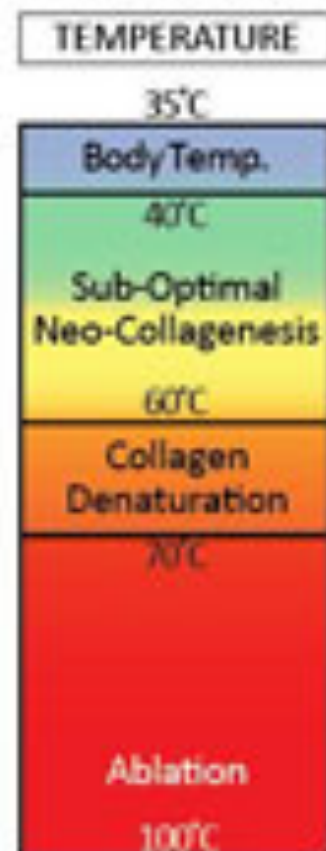 TEMPERATURE
35°C
Body Temp.
40°C
Sub-Optimal
Neo-Collagenesis
60°C
Collagen
Denaturation
70°C
Ablation
100°C